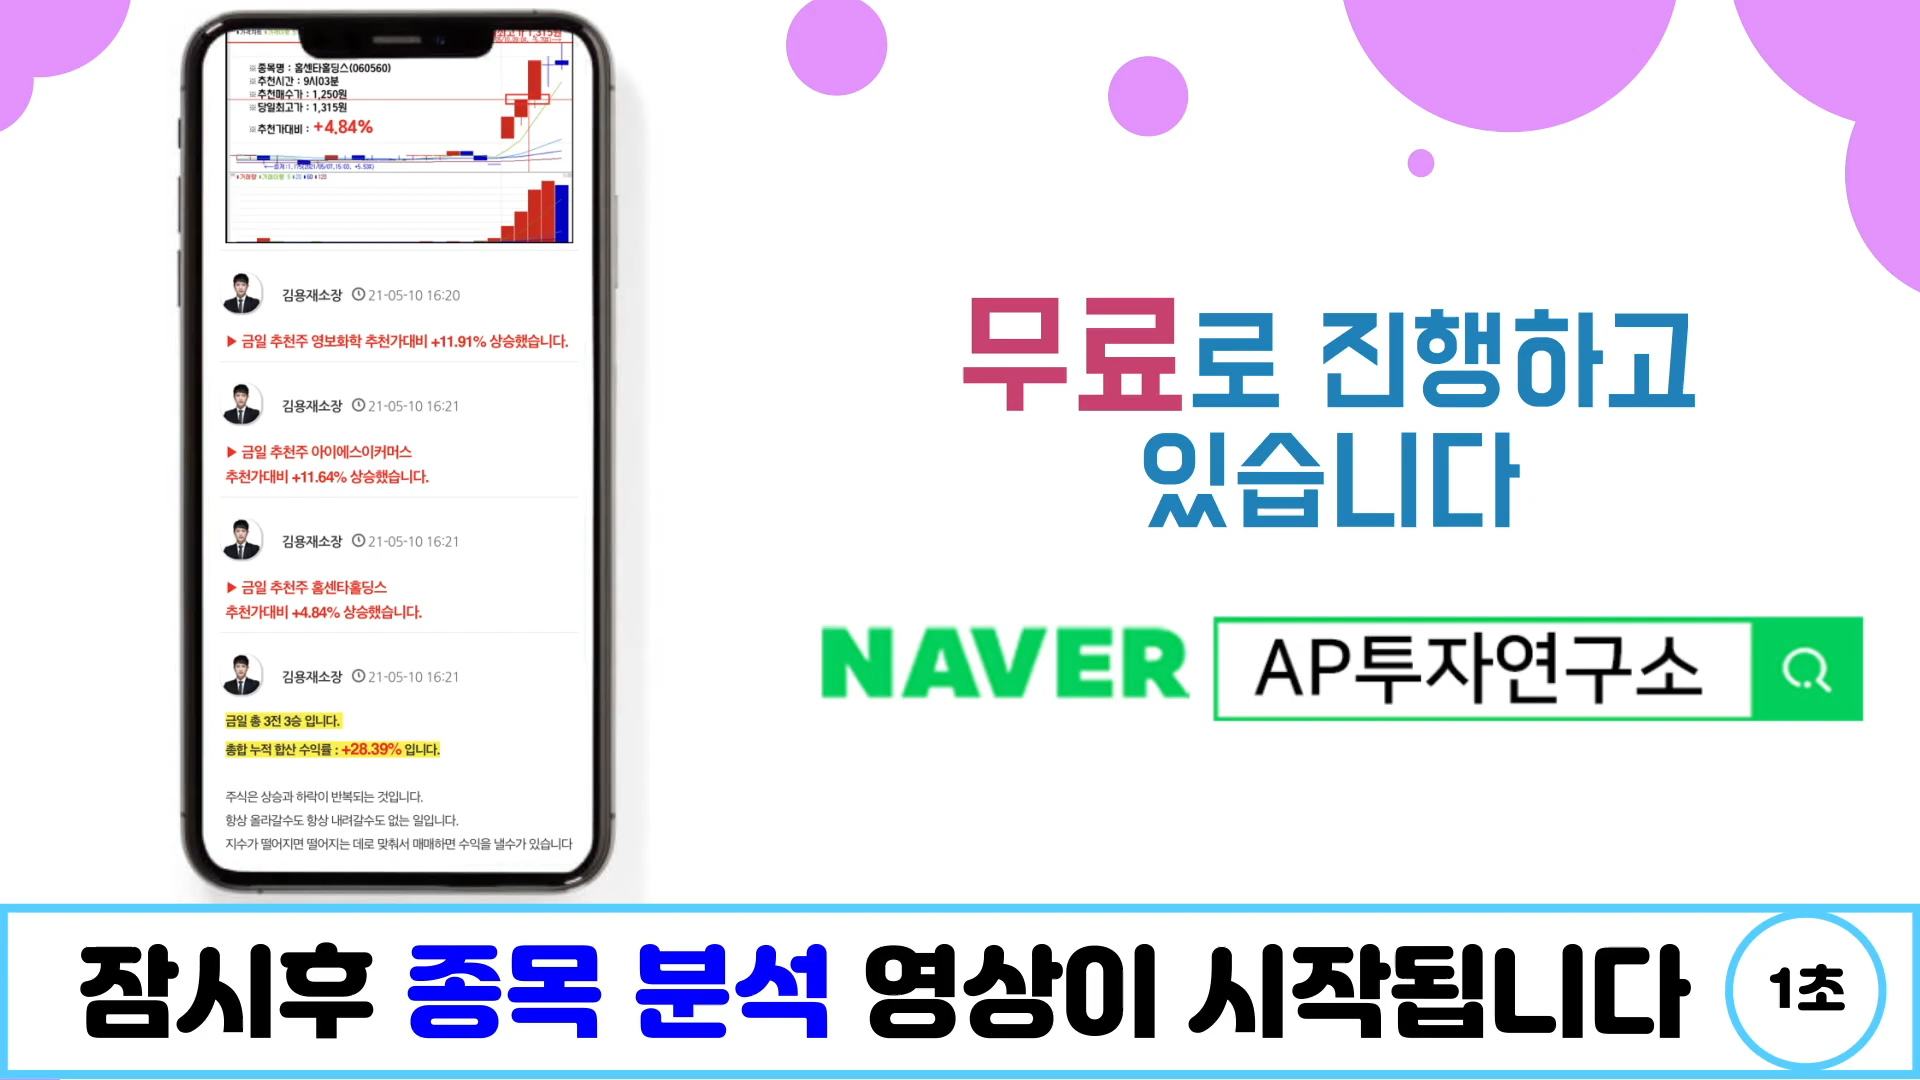 ※종목명 : 홈센타홀딩스(060560)
※추천시간 : 9시03분
※추천매수가 : 1,250원
※당일최고가 : 1,315원
※추천가대비 : +4.84%
김용재소장 21-05-10 16:20
▶ 금일 추천주 영보화학 추천가대비 +11.91% 상승했습니다.
김용재소장 21-05-10 16:21
▶ 금일 추천주 아이에스이커머스
추천가대비 +11.64% 상승했습니다.
김용재소장 21-05-10 16:21
▶ 금일 추천주 홈센타홀딩스
추천가대비 +4.84% 상승했습니다.
김용재소장 21-05-10 16:21
금일 총 3전 3승 입니다.
총합 누적 합산 수익률 : +28.39% 입니다.
주식은 상승과 하락이 반복되는 것입니다.
항상 올라갈수도 항상 내려갈수도 없는 일입니다.
지수가 떨어지면 떨어지는 데로 맞춰서 매매하면 수익을 낼수가 있습니다
무료로 진행하고
있습니다
NAVER AP투자연구소
잠시후 종목 분석 영상이 시작됩니다 1초